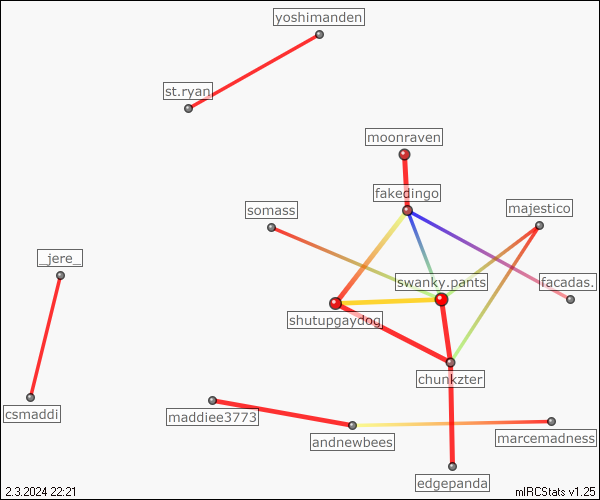 yoshimanden
st.ryan
moonraven
fakedingo
somass
majestico
_jere_
swanky.pants
facadas.
shutupgaydog
chunkzter
csmaddi
maddiee3773
andnewbees
marcemadness
edgepanda
2.3.2024 22:21
mIRCStats v1.25